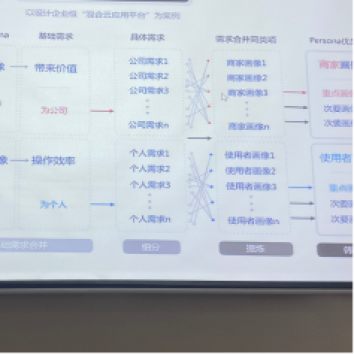 以设计企业级“混合云应用平台”为案例
基础需求
具体需求
需求合并同类项
Persona优
带来价值
为公司
公司需求1
公司需求2
公司需求3
公司需求n
商家画像1
商家画像2
商家画像3
商家画像n
商家画
重点画
次要画
次要画
操作效率
为个人
个人需求1
个人需求2
个人需求3
个人需求n
使用者画像1
使用者画像2
使用者画像3
使用者画像n
使用者
重点
次要
次要
需求合并
细分
提炼